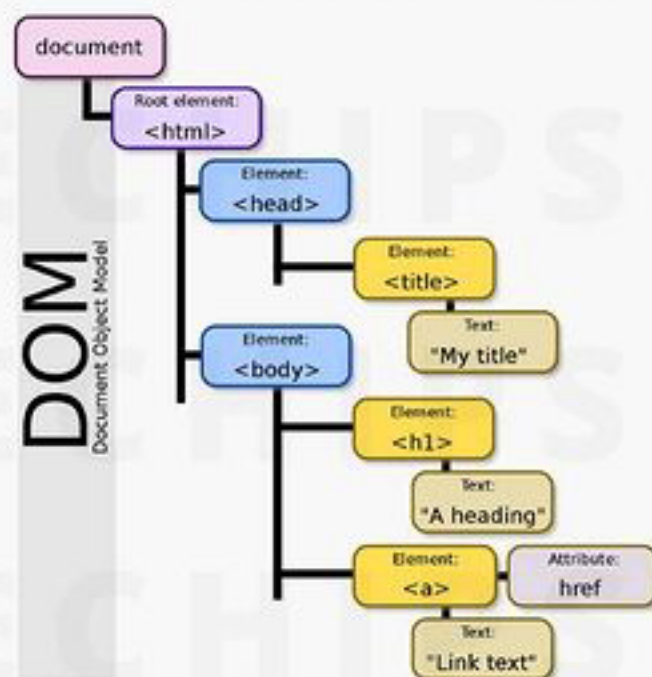 document
Root element:
<html>
Element:
<head>
Element:
<title>
Text:
"My title"
Element:
<body>
Element:
<h1>
Text:
"A heading"
Element:
<a>
Attribute:
href
Text:
"Link text"
DOM
Document Object Model